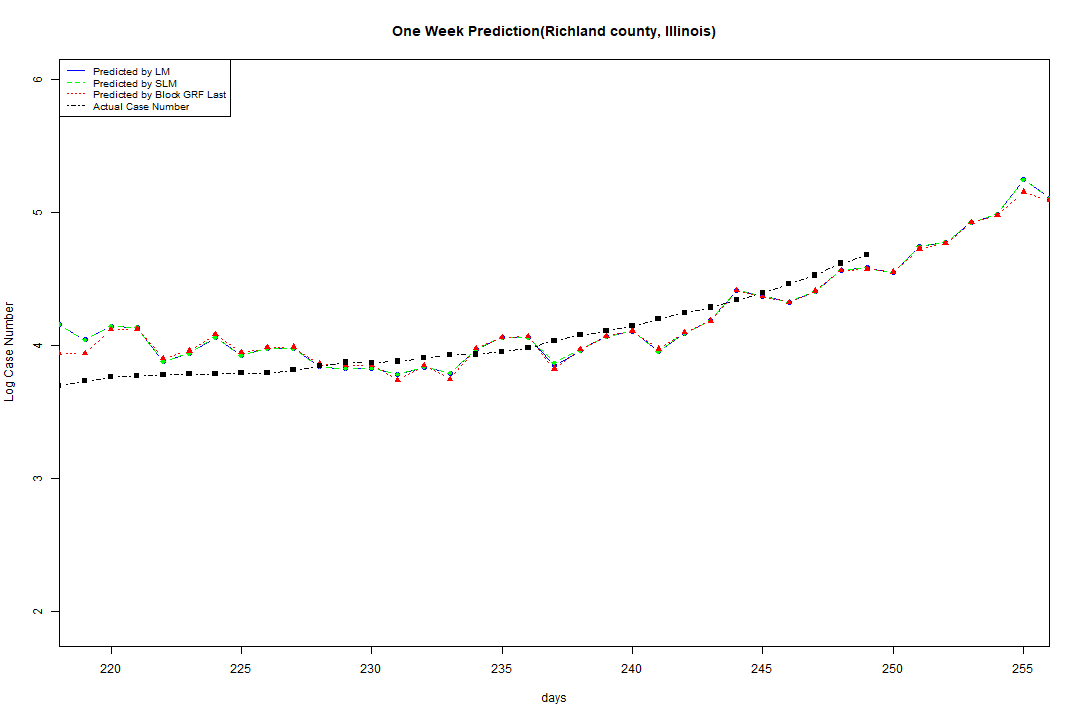 One Week Prediction(Richland county, Illinois)
Predicted by LM
Predicted by SLM
Predicted by Block GRF Last
Actual Case Number
6
5
4
3
2
Log Case Number
220 225 230 235 240 245 250 255
days